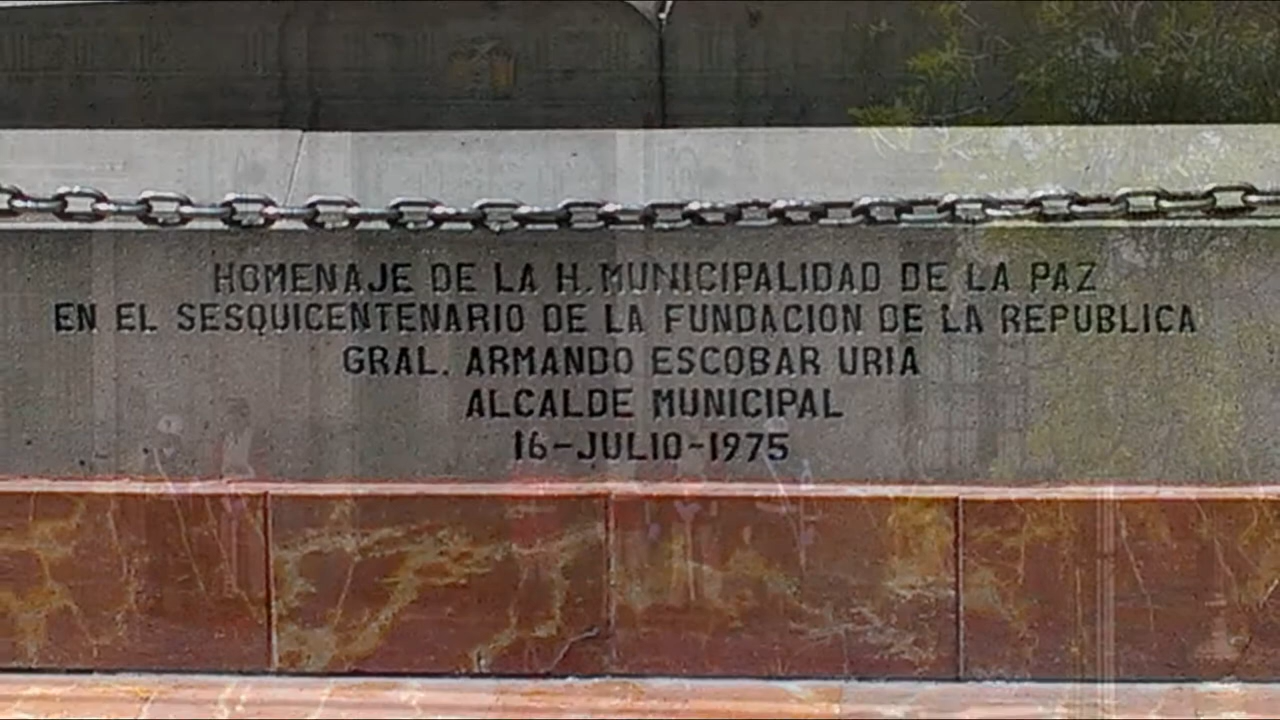 HOMENAJE DE LA H. MUNICIPALIDAD DE LA PAZ
EN EL SESQUICENTENARIO DE LA FUNDACION DE LA REPUBLICA
GRAL. ARMANDO ESCOBAR URIA
ALCALDE MUNICIPAL
16-JULIO-1975